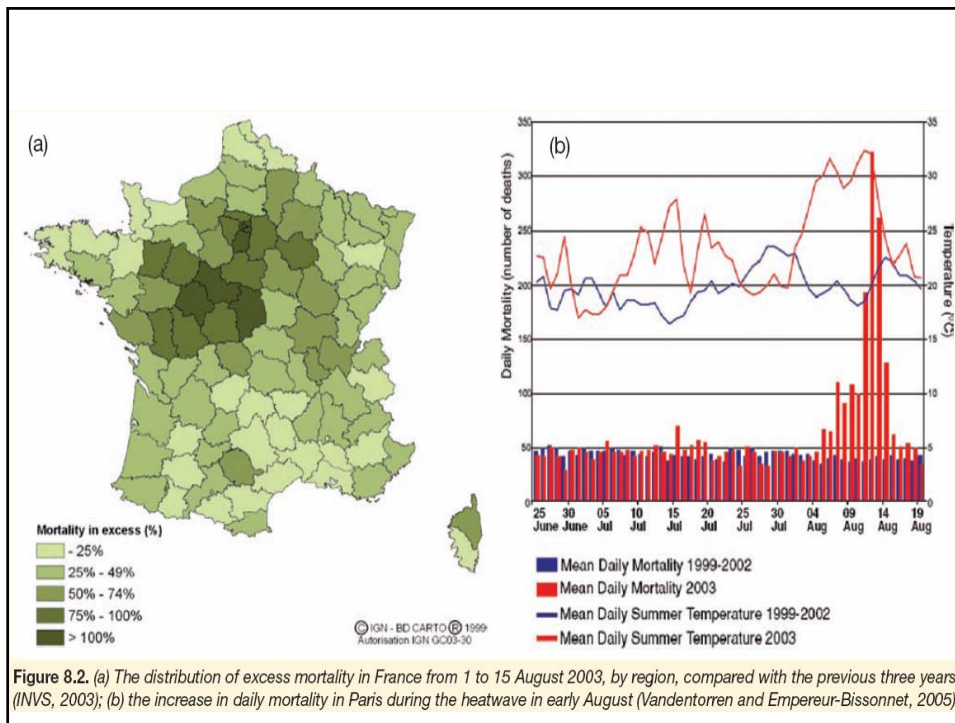 (a)
Mortality in excess (%)
- 25%
25% - 49%
50% - 74%
75% - 100%
> 100%
Ⓒ IGN - BD CARTO Ⓡ 1999
Autorisation IGN GC03-30
(b)
Daily Mortality (number of deaths)
350
300
250
200
150
100
50
0
Temperature (°C)
35
30
25
20
15
10
5
0
25 30 05 10 15 20 25 30 04 09 14 19
June June Jul Jul Jul Jul Jul Jul Aug Aug Aug Aug
Mean Daily Mortality 1999-2002
Mean Daily Mortality 2003
Mean Daily Summer Temperature 1999-2002
Mean Daily Summer Temperature 2003
Figure 8.2. (a) The distribution of excess mortality in France from 1 to 15 August 2003, by region, compared with the previous three years
(INVS, 2003); (b) the increase in daily mortality in Paris during the heatwave in early August (Vandentorren and Empereur-Bissonnet, 2005)